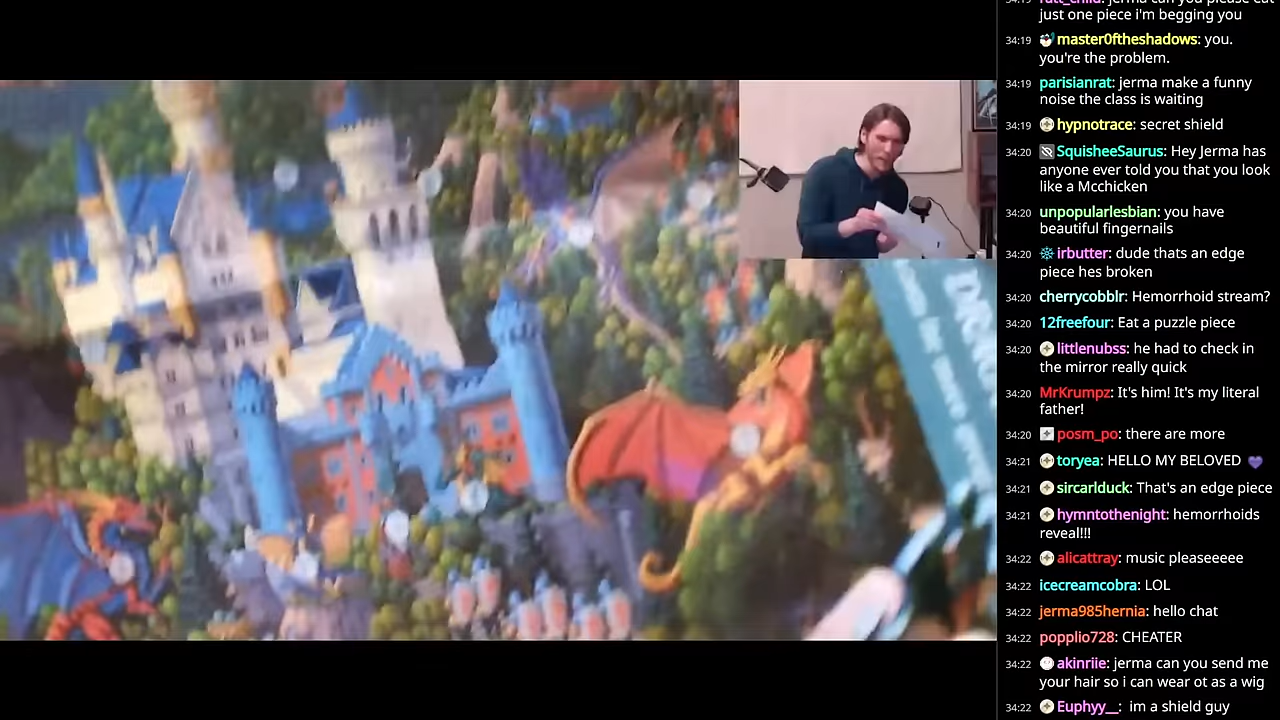 just one piece i'm begging you
34:19 master0ftheshadows: you.
you're the problem.
34:19 parisianrat: jerma make a funny
noise the class is waiting
34:19 hypnotrace: secret shield
34:20 SquisheeSaurus: Hey Jerma has
anyone ever told you that you look
like a Mcchicken
34:20 unpopularlesbian: you have
beautiful fingernails
34:20 irbutter: dude thats an edge
piece hes broken
34:20 cherrycobblr: Hemorrhoid stream?
34:20 12freefour: Eat a puzzle piece
34:20 littlenubss: he had to check in
the mirror really quick
34:20 MrKrumpz: It's him! It's my literal
father!
34:20 posm_po: there are more
34:21 toryea: HELLO MY BELOVED
34:21 sircarlduck: That's an edge piece
34:21 hymntothenight: hemorrhoids
reveal!!!
34:22 alicattray: music pleaseeeee
34:22 icecreamcobra: LOL
34:22 jerma985hernia: hello chat
34:22 popplio728: CHEATER
34:22 akinriie: jerma can you send me
your hair so i can wear ot as a wig
34:22 Euphyy__: im a shield guy